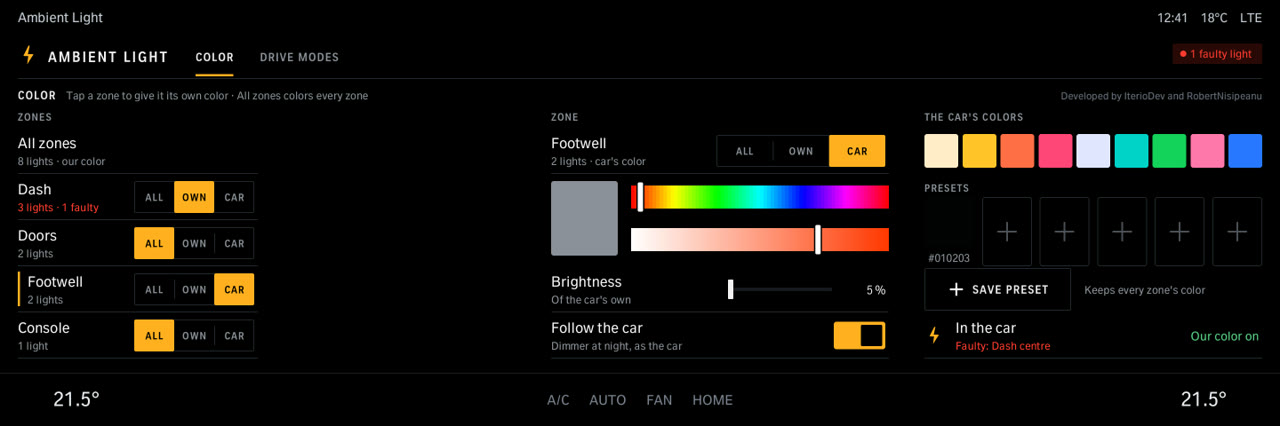 Ambient Light
12:41 18°C LTE
AMBIENT LIGHT COLOR DRIVE MODES
1 faulty light
COLOR Tap a zone to give it its own color · All zones colors every zone
Developed by IterioDev and RobertNisipeanu
ZONES
All zones
8 lights · our color
Dash
3 lights · 1 faulty
ALL OWN CAR
Doors
2 lights
ALL OWN CAR
Footwell
2 lights
ALL OWN CAR
Console
1 light
ALL OWN CAR
ZONE
Footwell
2 lights · car's color
ALL OWN CAR
Brightness
Of the car's own
5 %
Follow the car
Dimmer at night, as the car
THE CAR'S COLORS
PRESETS
#010203
SAVE PRESET
Keeps every zone's color
In the car
Faulty: Dash centre
Our color on
21.5°
A/C AUTO FAN HOME
21.5°